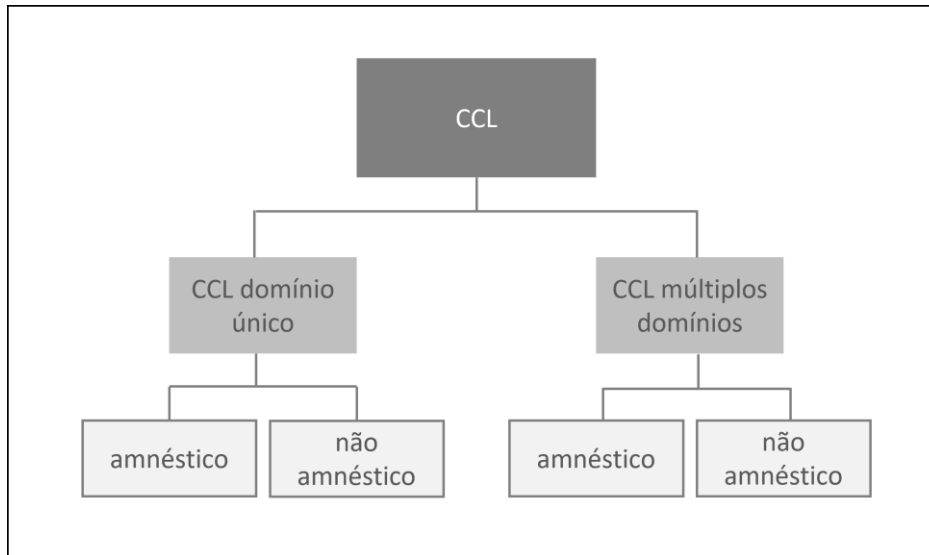 CCL
CCL domínio
único
CCL múltiplos
domínios
amnéstico
não
amnéstico
amnéstico
não
amnéstico